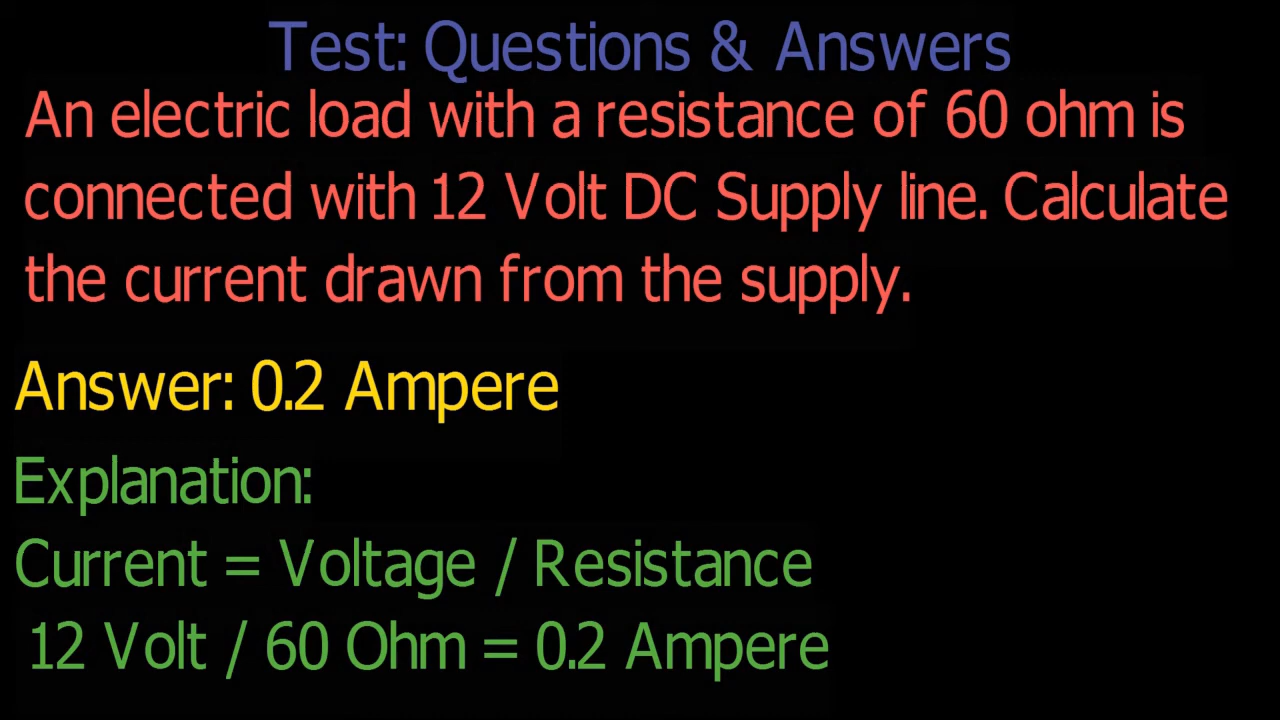 Test: Questions & Answers
An electric load with a resistance of 60 ohm is
connected with 12 Volt DC Supply line. Calculate
the current drawn from the supply.
Answer: 0.2 Ampere
Explanation:
Current = Voltage / Resistance
12 Volt / 60 Ohm = 0.2 Ampere